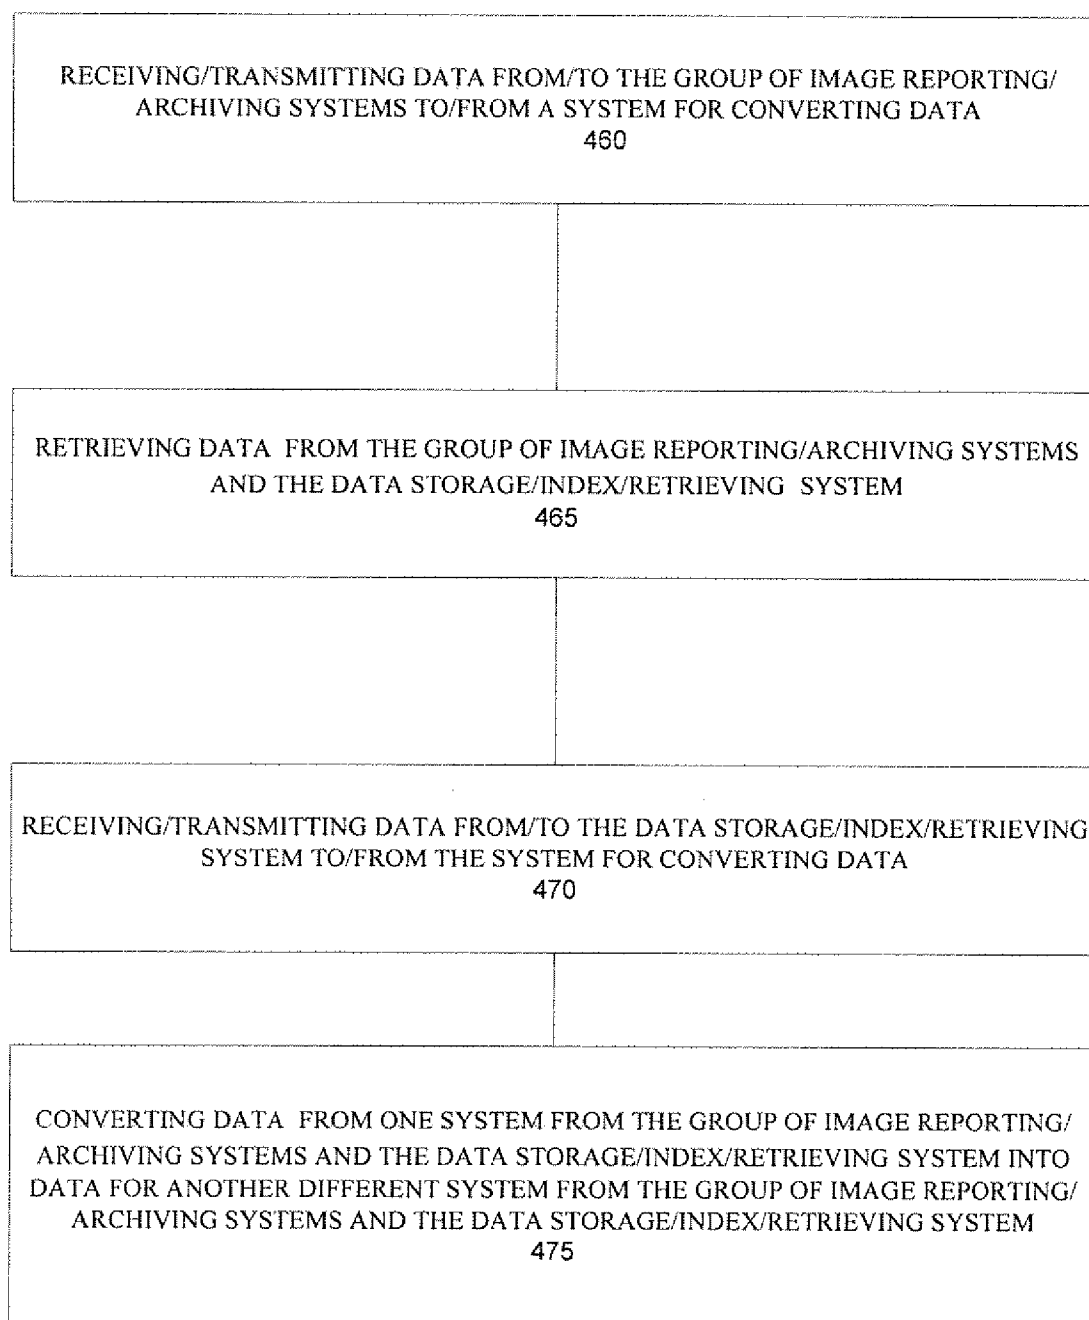 RECEIVING/TRANSMITTING DATA FROM/TO THE GROUP OF IMAGE REPORTING/
ARCHIVING SYSTEMS TO/FROM A SYSTEM FOR CONVERTING DATA
460
RETRIEVING DATA FROM THE GROUP OF IMAGE REPORTING/ARCHIVING SYSTEMS
AND THE DATA STORAGE/INDEX/RETRIEVING SYSTEM
465
RECEIVING/TRANSMITTING DATA FROM/TO THE DATA STORAGE/INDEX/RETRIEVING
SYSTEM TO/FROM THE SYSTEM FOR CONVERTING DATA
470
CONVERTING DATA FROM ONE SYSTEM FROM THE GROUP OF IMAGE REPORTING/
ARCHIVING SYSTEMS AND THE DATA STORAGE/INDEX/RETRIEVING SYSTEM INTO
DATA FOR ANOTHER DIFFERENT SYSTEM FROM THE GROUP OF IMAGE REPORTING/
ARCHIVING SYSTEMS AND THE DATA STORAGE/INDEX/RETRIEVING SYSTEM
475